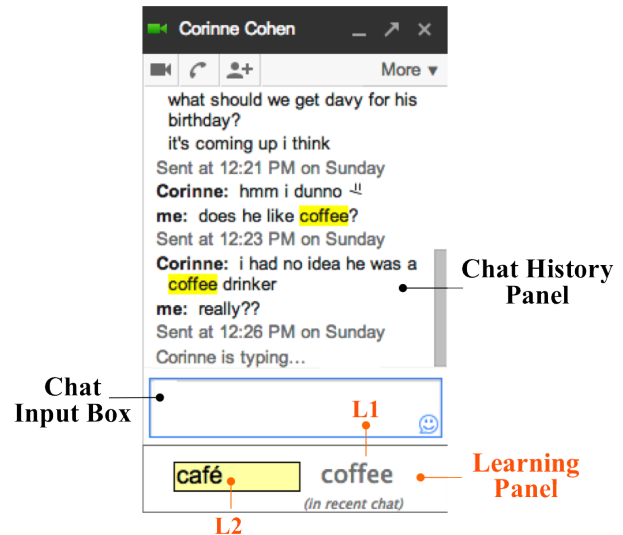 Corinne Cohen
More ▼
what should we get davy for his
birthday?
it's coming up i think
Sent at 12:21 PM on Sunday
Corinne: hmm i dunno =/
me: does he like coffee?
Sent at 12:23 PM on Sunday
Corinne: i had no idea he was a
coffee drinker
me: really??
Sent at 12:26 PM on Sunday
Corinne is typing...
Chat History
Panel
Chat
Input Box
L1
café
coffee
(in recent chat)
Learning
Panel
L2